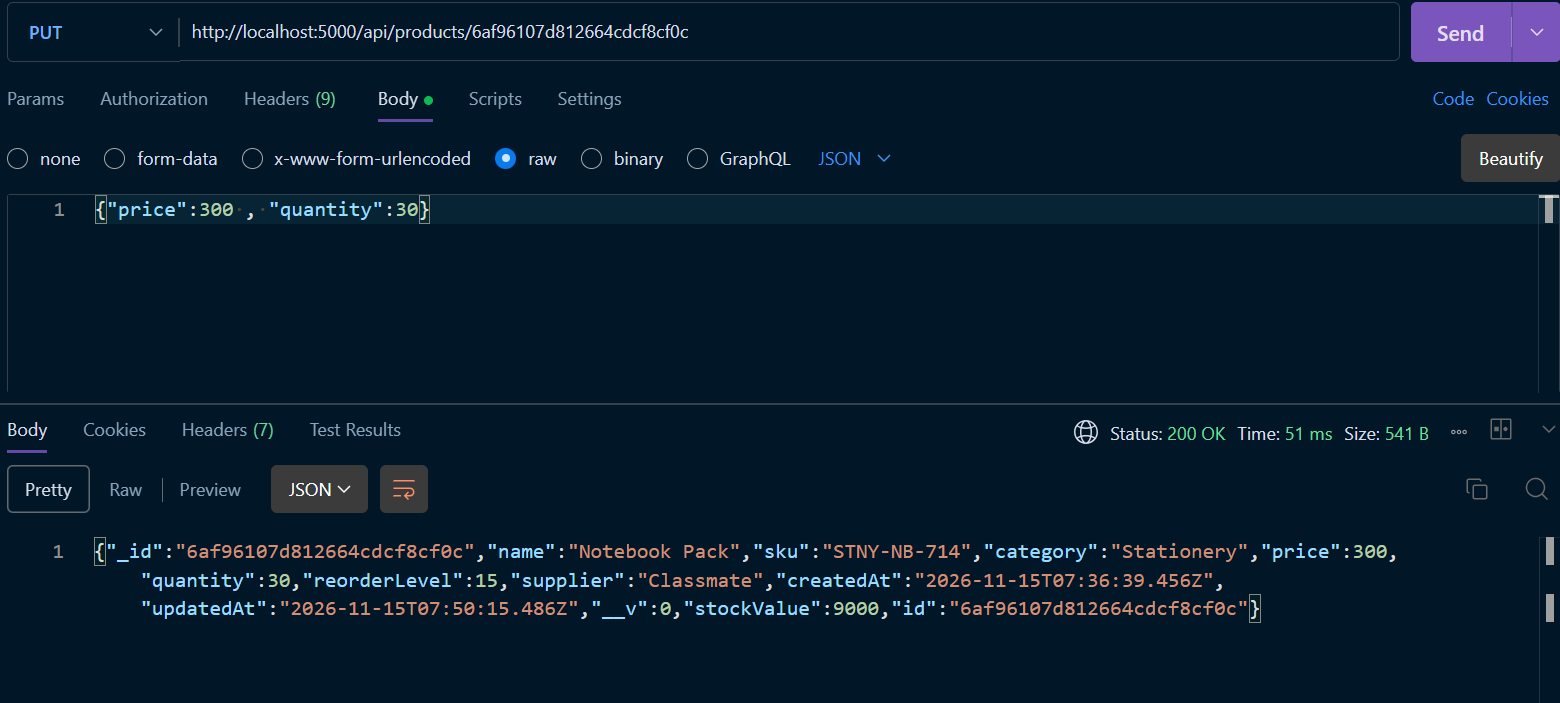 PUT http://localhost:5000/api/products/6af96107d812664cdcf8cf0c Send
Params Authorization Headers (9) Body Scripts Settings Code Cookies
none form-data x-www-form-urlencoded raw binary GraphQL JSON Beautify
1 {"price":300 , "quantity":30}
Body Cookies Headers (7) Test Results Status: 200 OK Time: 51 ms Size: 541 B
Pretty Raw Preview JSON
1 {"_id":"6af96107d812664cdcf8cf0c","name":"Notebook Pack","sku":"STNY-NB-714","category":"Stationery","price":300,
"quantity":30,"reorderLevel":15,"supplier":"Classmate","createdAt":"2026-11-15T07:36:39.456Z",
"updatedAt":"2026-11-15T07:50:15.486Z","__v":0,"stockValue":9000,"id":"6af96107d812664cdcf8cf0c"}